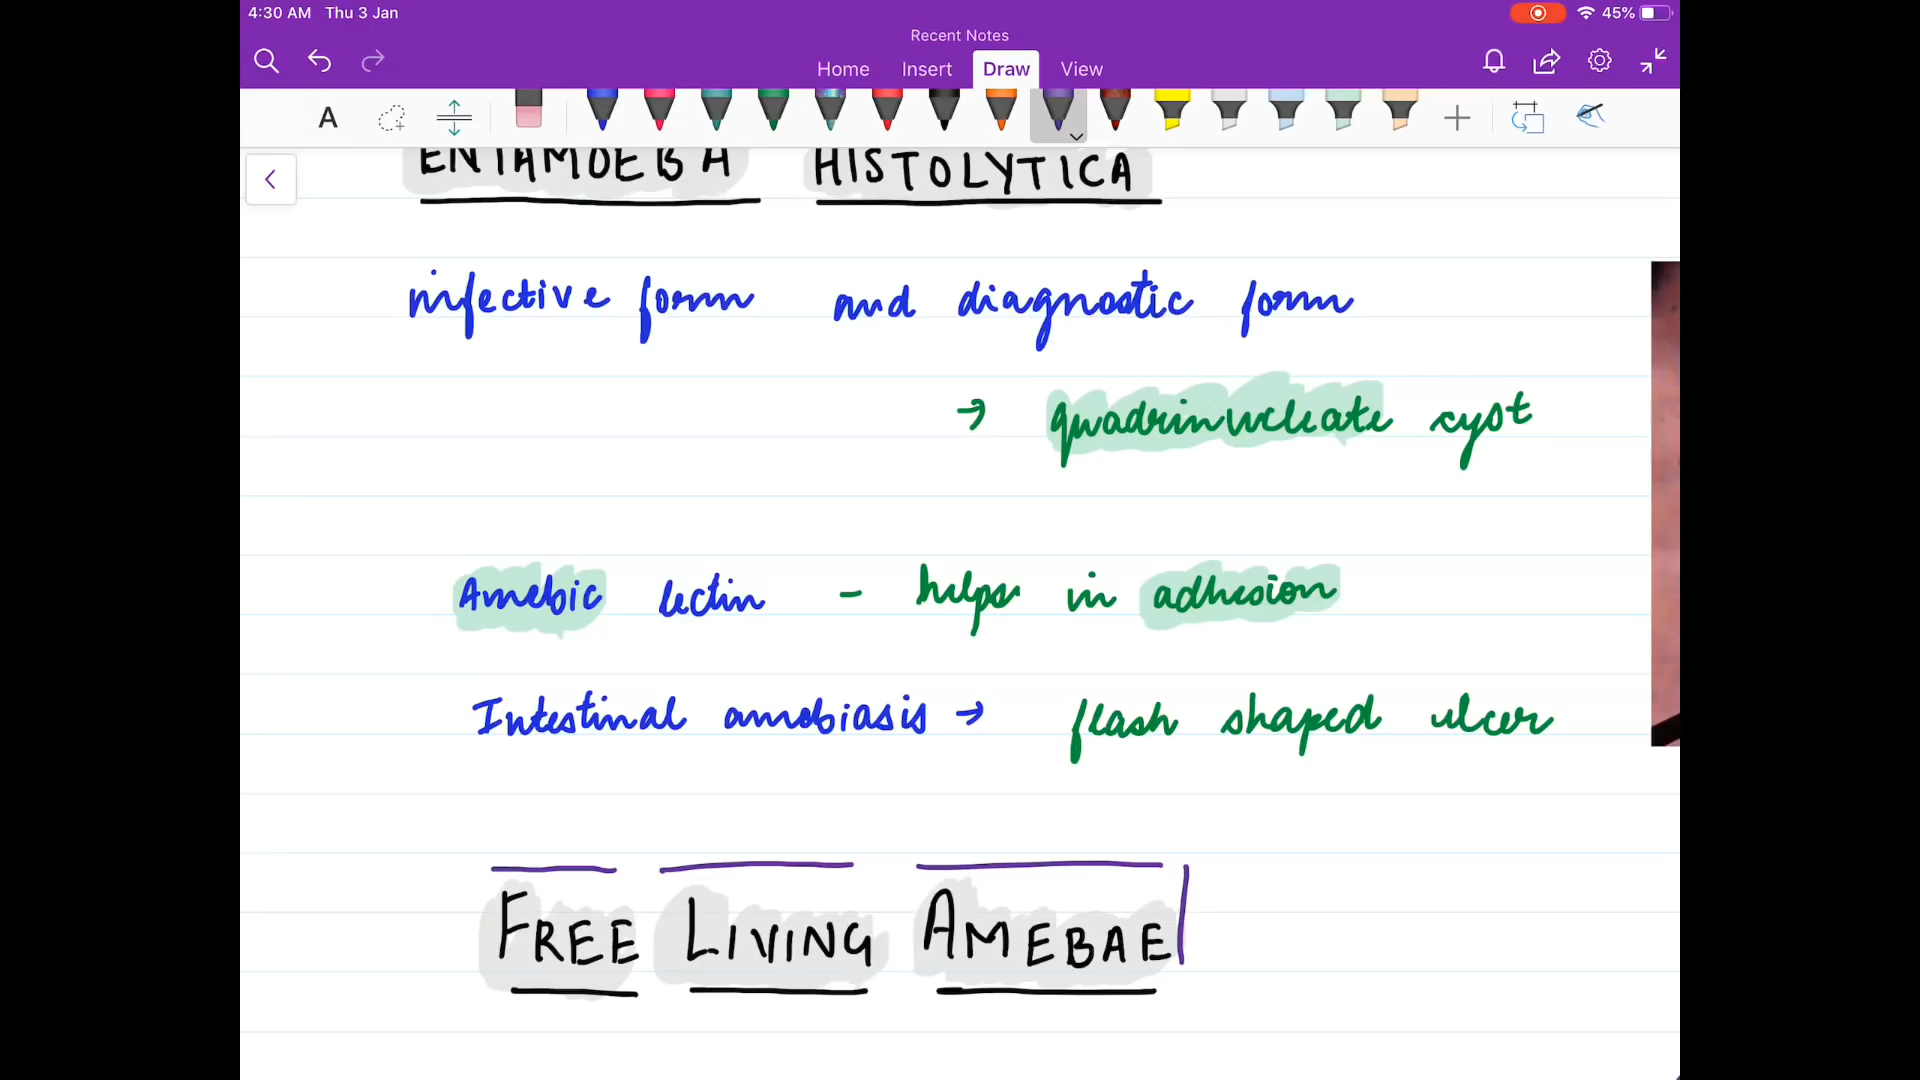 4:30 AM Thu 3 Jan
45%
Recent Notes
Home Insert Draw View
A
ENTAMOEBA HISTOLYTICA
infective form and diagnostic form
→ quadrinucleate cyst
Amebic lectin - helps in adhesion
Intestinal amebiasis → flash shaped ulcer
FREE LIVING AMEBAE